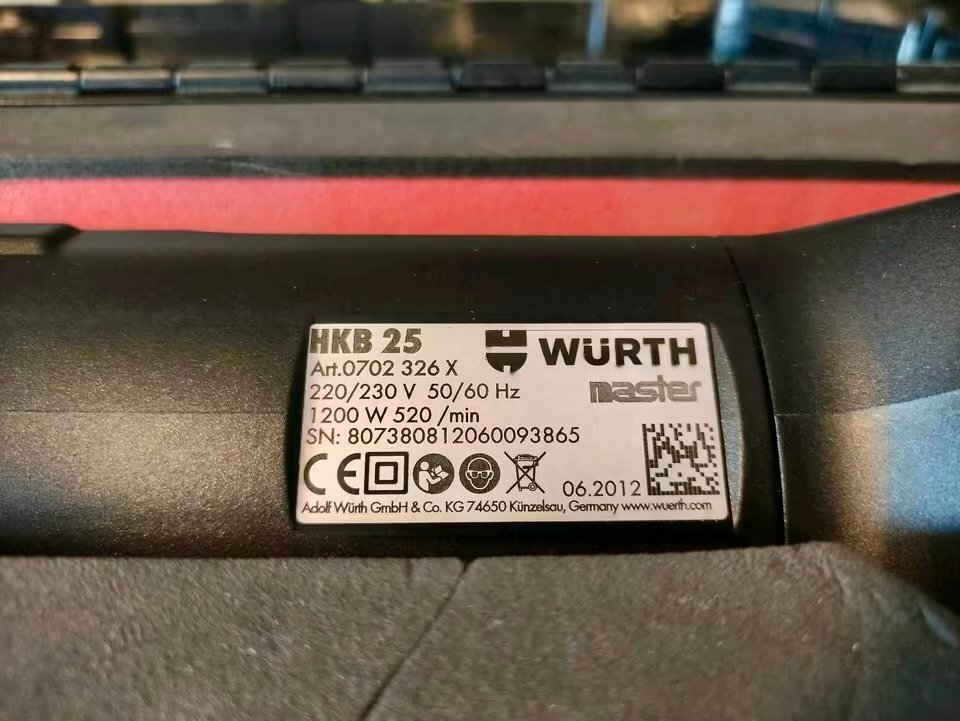 HKB 25
WÜRTH
Art.0702 326 X
master
220/230 V 50/60 Hz
1200 W 520 /min
SN: 807380812060093865
CE
06.2012
Adolf Würth GmbH & Co. KG 74650 Künzelsau, Germany www.wuerth.com